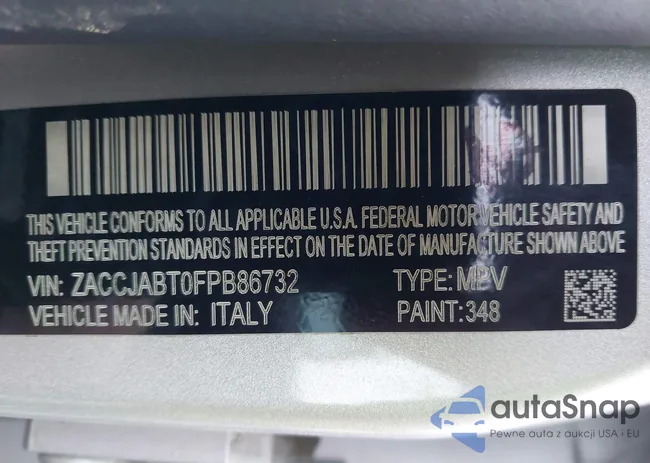 THIS VEHICLE CONFORMS TO ALL APPLICABLE U.S.A. FEDERAL MOTOR VEHICLE SAFETY AND
THEFT PREVENTION STANDARDS IN EFFECT ON THE DATE OF MANUFACTURE SHOWN ABOVE
VIN: ZACCJABT0FPB86732 TYPE: MPV
VEHICLE MADE IN: ITALY PAINT:348
autaSnap
Pewne auta z aukcji USA i EU